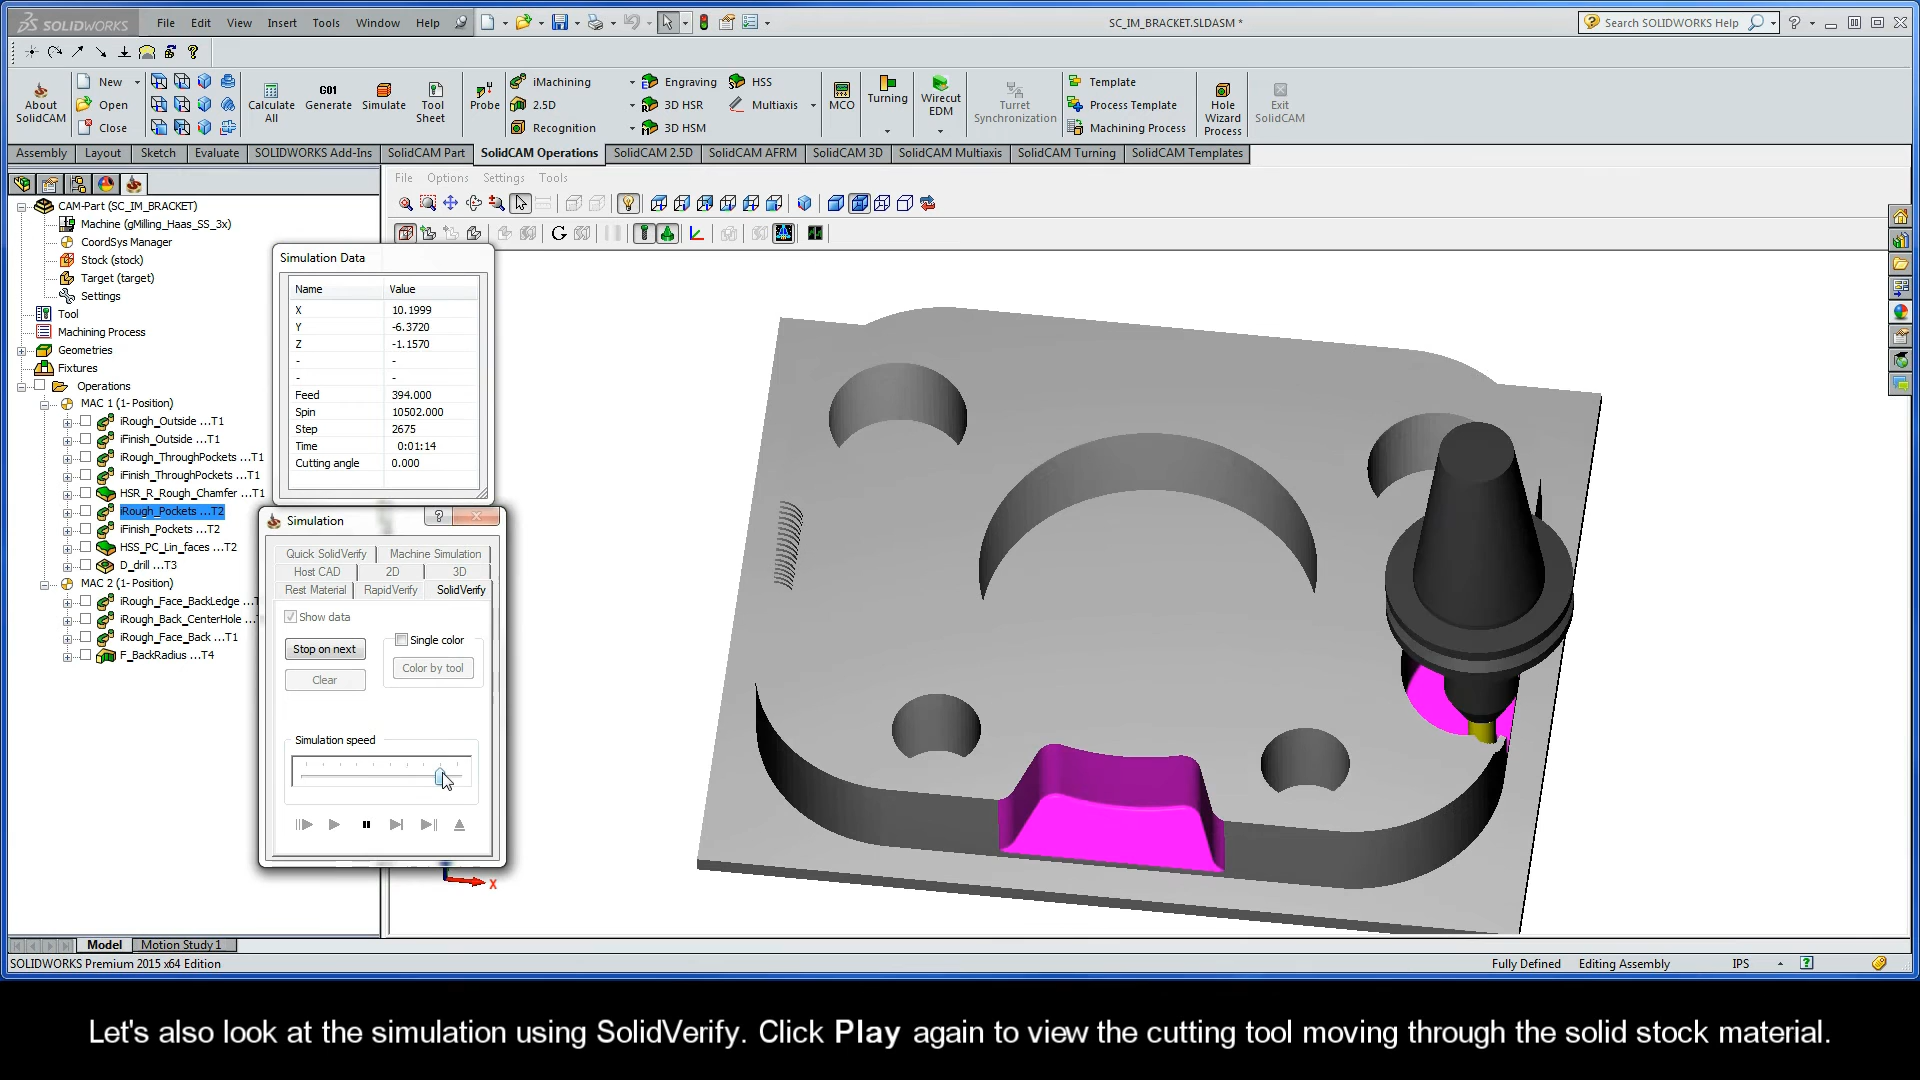 SOLIDWORKS File Edit View Insert Tools Window Help SC_IM_BRACKET.SLDASM * Search SOLIDWORKS Help
About SolidCAM
New
Open
Close
Calculate All
G01 Generate
Simulate
Tool Sheet
Probe
iMachining
2.5D
Recognition
Engraving
3D HSR
3D HSM
HSS
Multiaxis
MCO
Turning
Wirecut EDM
Turret Synchronization
Template
Process Template
Machining Process
Hole Wizard Process
Exit SolidCAM
Assembly Layout Sketch Evaluate SOLIDWORKS Add-Ins SolidCAM Part SolidCAM Operations SolidCAM 2.5D SolidCAM AFRM SolidCAM 3D SolidCAM Multiaxis SolidCAM Turning SolidCAM Templates
File Options Settings Tools
CAM-Part (SC_IM_BRACKET)
Machine (gMilling_Haas_SS_3x)
CoordSys Manager
Stock (stock)
Target (target)
Settings
Tool
Machining Process
Geometries
Fixtures
Operations
MAC 1 (1- Position)
iRough_Outside ...T1
iFinish_Outside ...T1
iRough_ThroughPockets ...T1
iFinish_ThroughPockets ...T1
HSR_R_Rough_Chamfer ...T1
iRough_Pockets ...T2
iFinish_Pockets ...T2
HSS_PC_Lin_faces ...T2
D_drill ...T3
MAC 2 (1- Position)
iRough_Face_BackLedge ...T
iRough_Back_CenterHole ...
iRough_Face_Back ...T1
F_BackRadius ...T4
Simulation Data
Name Value
X 10.1999
Y -6.3720
Z -1.1570
- -
- -
Feed 394.000
Spin 10502.000
Step 2675
Time 0:01:14
Cutting angle 0.000
Simulation ?
Quick SolidVerify Machine Simulation
Host CAD 2D 3D
Rest Material RapidVerify SolidVerify
Show data
Stop on next
Single color
Clear
Color by tool
Simulation speed
X
Model Motion Study 1
SOLIDWORKS Premium 2015 x64 Edition Fully Defined Editing Assembly IPS
Let's also look at the simulation using SolidVerify. Click Play again to view the cutting tool moving through the solid stock material.